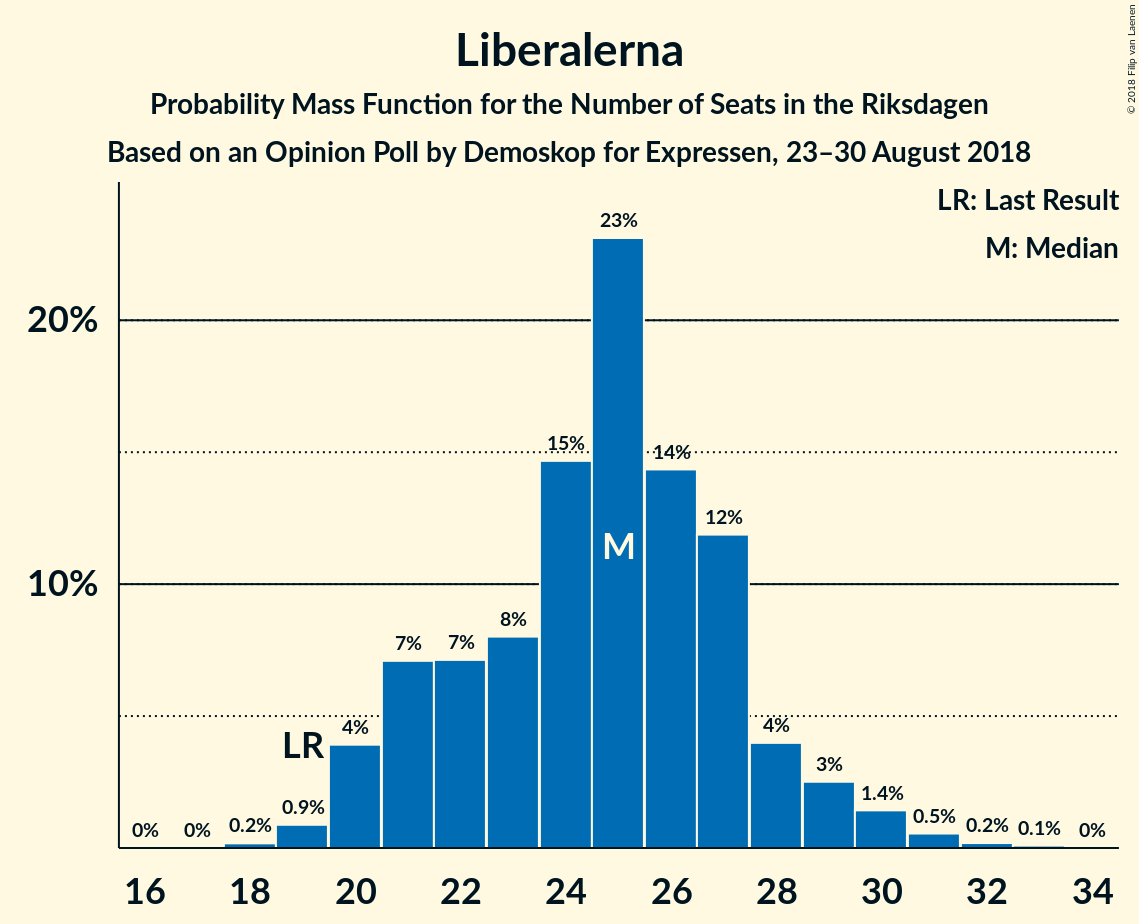 Liberalerna
Probability Mass Function for the Number of Seats in the Riksdagen
Based on an Opinion Poll by Demoskop for Expressen, 23–30 August 2018
© 2018 Filip van Laenen
LR: Last Result
M: Median
20%
10%
0%
0%
0.2%
0.9%
LR
4%
7%
7%
8%
15%
23%
M
14%
12%
4%
3%
1.4%
0.5%
0.2%
0.1%
0%
16 18 20 22 24 26 28 30 32 34